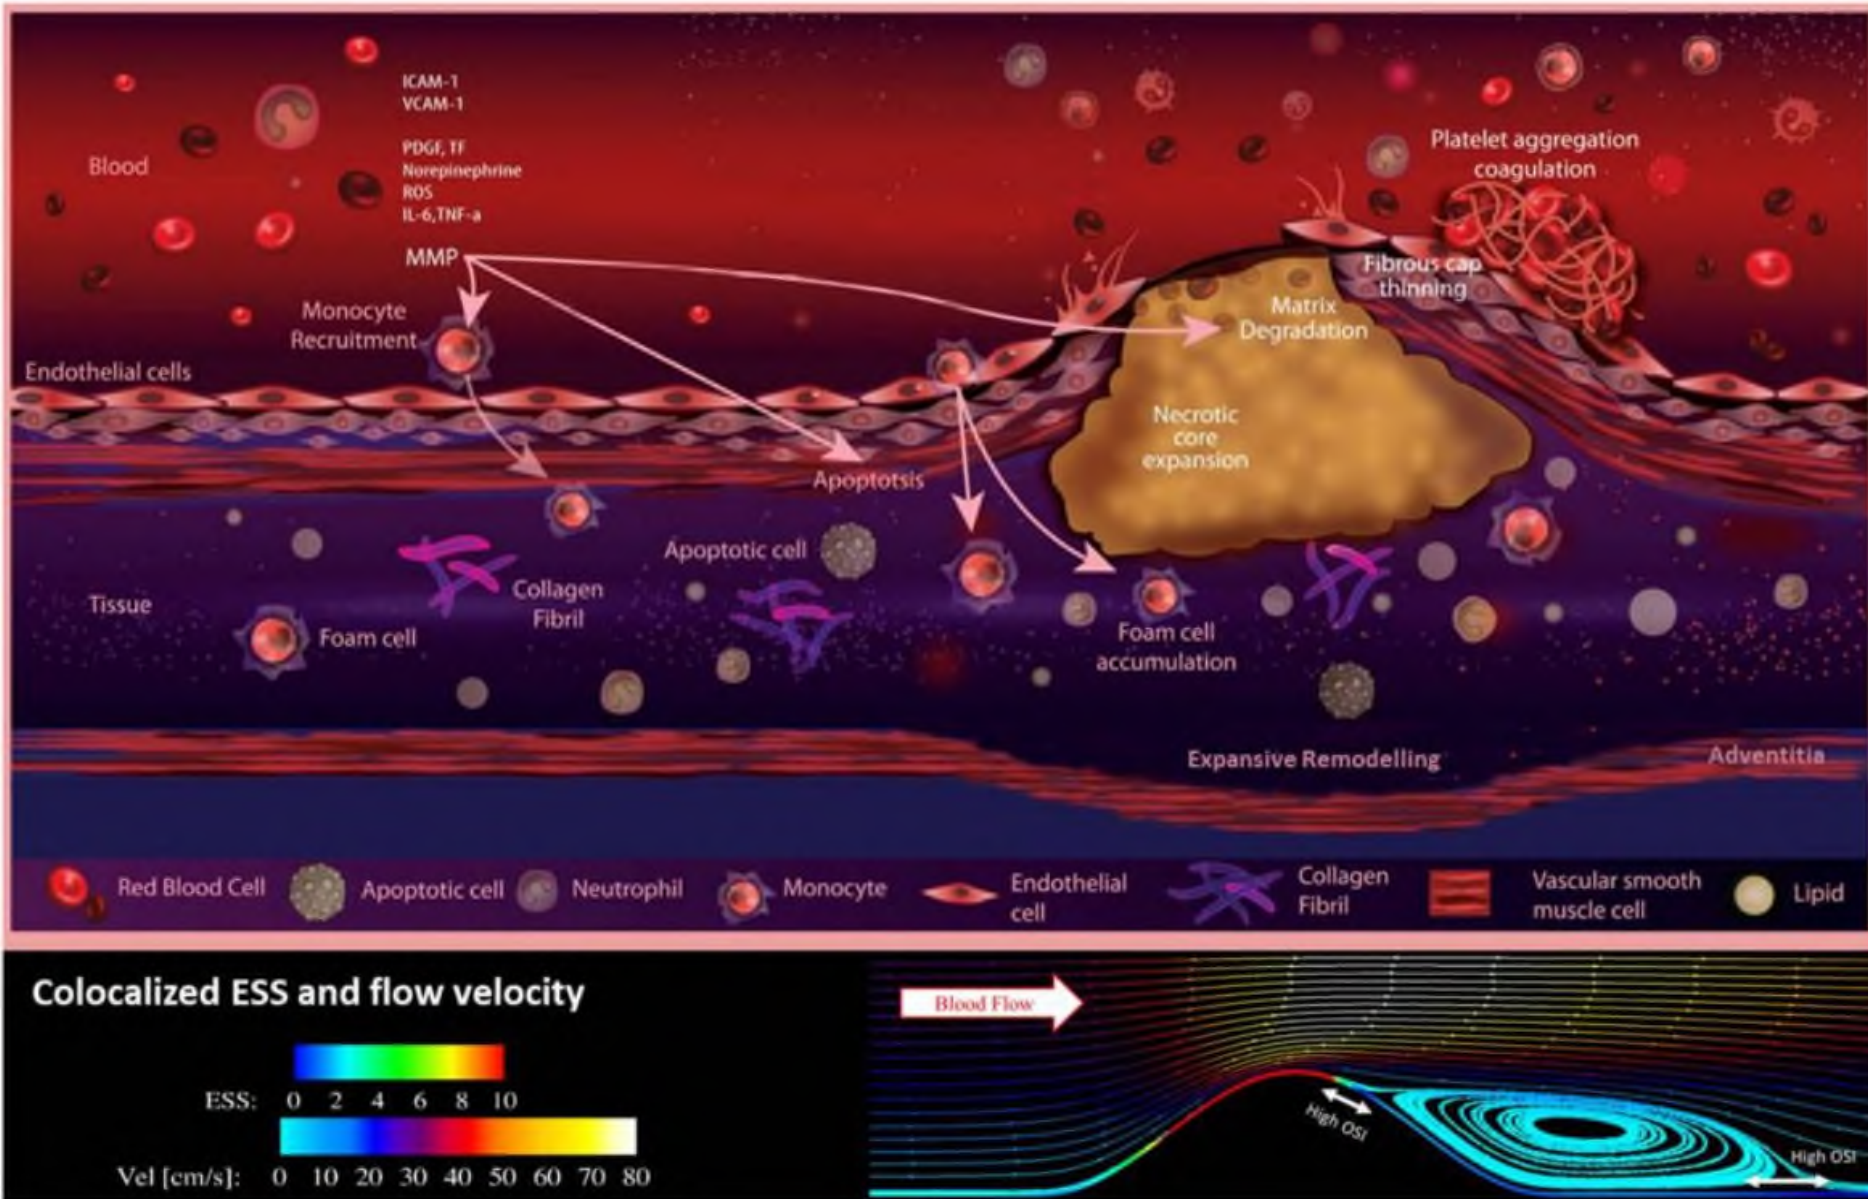 ICAM-1
VCAM-1
PDGF, TF
Norepinephrine
ROS
IL-6,TNF-a
MMP
Blood
Monocyte
Recruitment
Endothelial cells
Platelet aggregation
coagulation
Fibrous cap
thinning
Matrix
Degradation
Necrotic
core
expansion
Apoptotsis
Apoptotic cell
Collagen
Fibril
Tissue
Foam cell
Foam cell
accumulation
Expansive Remodelling
Adventitia
Red Blood Cell
Apoptotic cell
Neutrophil
Monocyte
Endothelial
cell
Collagen
Fibril
Vascular smooth
muscle cell
Lipid
Colocalized ESS and flow velocity
ESS: 0 2 4 6 8 10
Vel [cm/s]: 0 10 20 30 40 50 60 70 80
Blood Flow
High OSI
High OSI